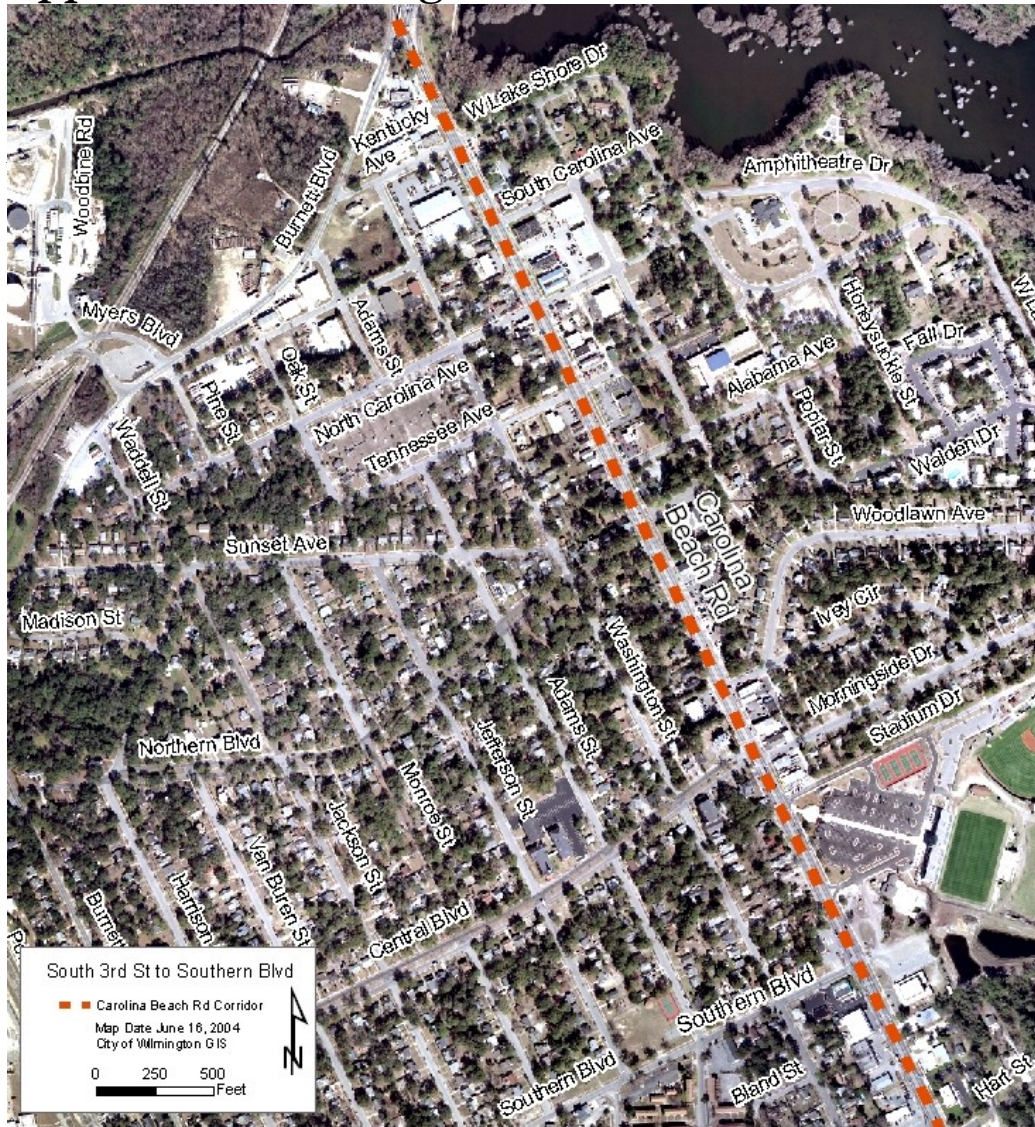 W Lake Shore Dr
Kentucky
Ave
South Carolina Ave
Woodbine Rd
Burnett Blvd
Amphitheatre Dr
Myers Blvd
Adams St
Oak St
Pine St
North Carolina Ave
Tennessee Ave
Waddell St
Honeysuckle St
Fall Dr
Alabama Ave
Poplar St
Walden Dr
Carolina
Beach Rd
Woodlawn Ave
Sunset Ave
Madison St
Ivey Cir
Washington St
Morningside Dr
Stadium Dr
Adams St
Northern Blvd
Jefferson St
Monroe St
Jackson St
Van Buren St
Harrison
Central Blvd
Southern Blvd
Southern Blvd
Bland St
Hart St
South 3rd St to Southern Blvd
Carolina Beach Rd Corridor
Map Date June 16, 2004
City of Wilmington GIS
N
0 250 500
Feet